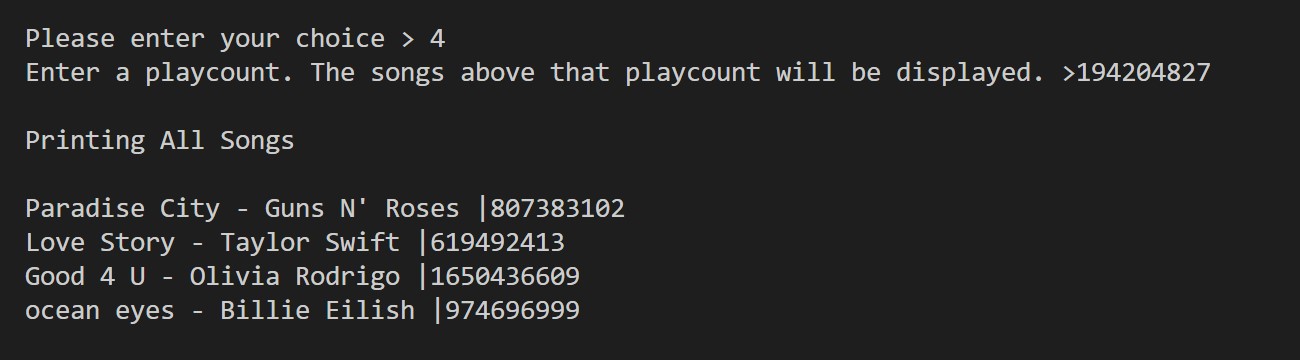 Please enter your choice > 4
Enter a playcount. The songs above that playcount will be displayed. >194204827
Printing All Songs
Paradise City - Guns N' Roses |807383102
Love Story - Taylor Swift |619492413
Good 4 U - Olivia Rodrigo |1650436609
ocean eyes - Billie Eilish |974696999